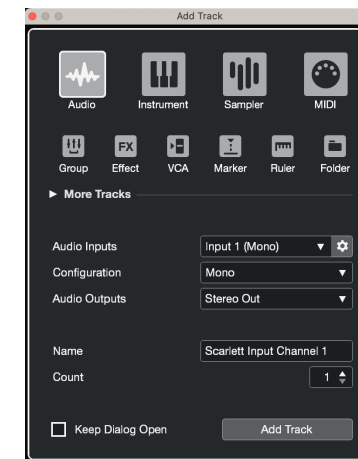 Add Track
Audio Instrument Sampler MIDI
FX
Group Effect VCA Marker Ruler Folder
More Tracks
Audio Inputs Input 1 (Mono)
Configuration Mono
Audio Outputs Stereo Out
Name Scarlett Input Channel 1
Count 1
Keep Dialog Open Add Track